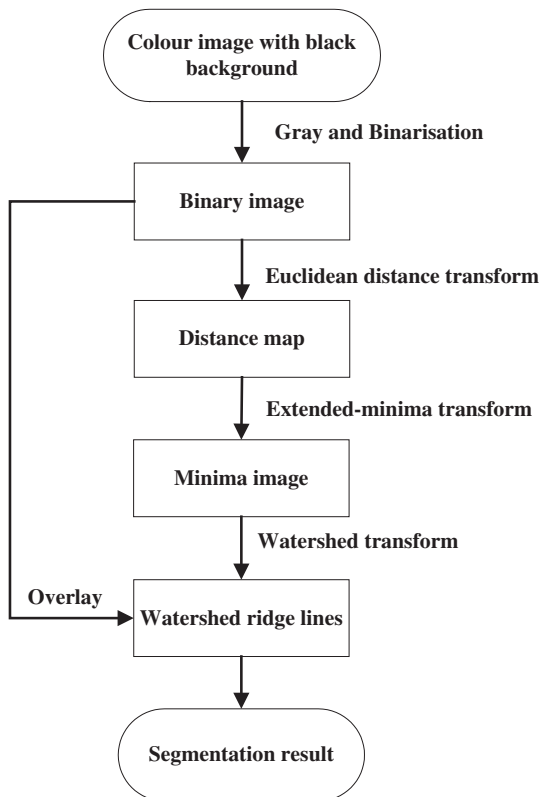 Colour image with black
background
Gray and Binarisation
Binary image
Euclidean distance transform
Distance map
Extended-minima transform
Minima image
Watershed transform
Overlay
Watershed ridge lines
Segmentation result